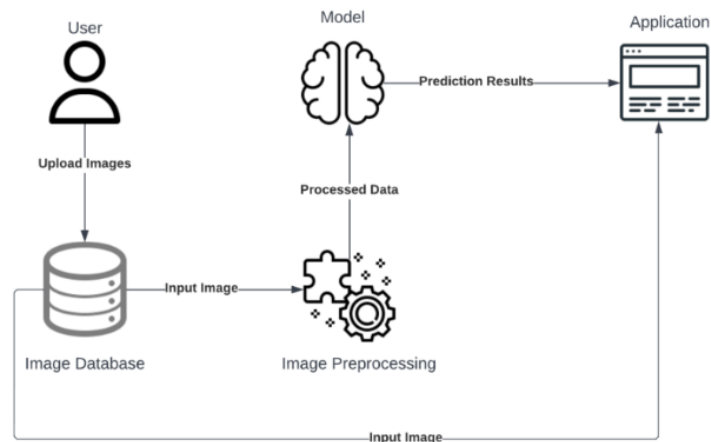 User
Model
Application
Prediction Results
Upload Images
Processed Data
Input Image
Image Database
Image Preprocessing
Input Image